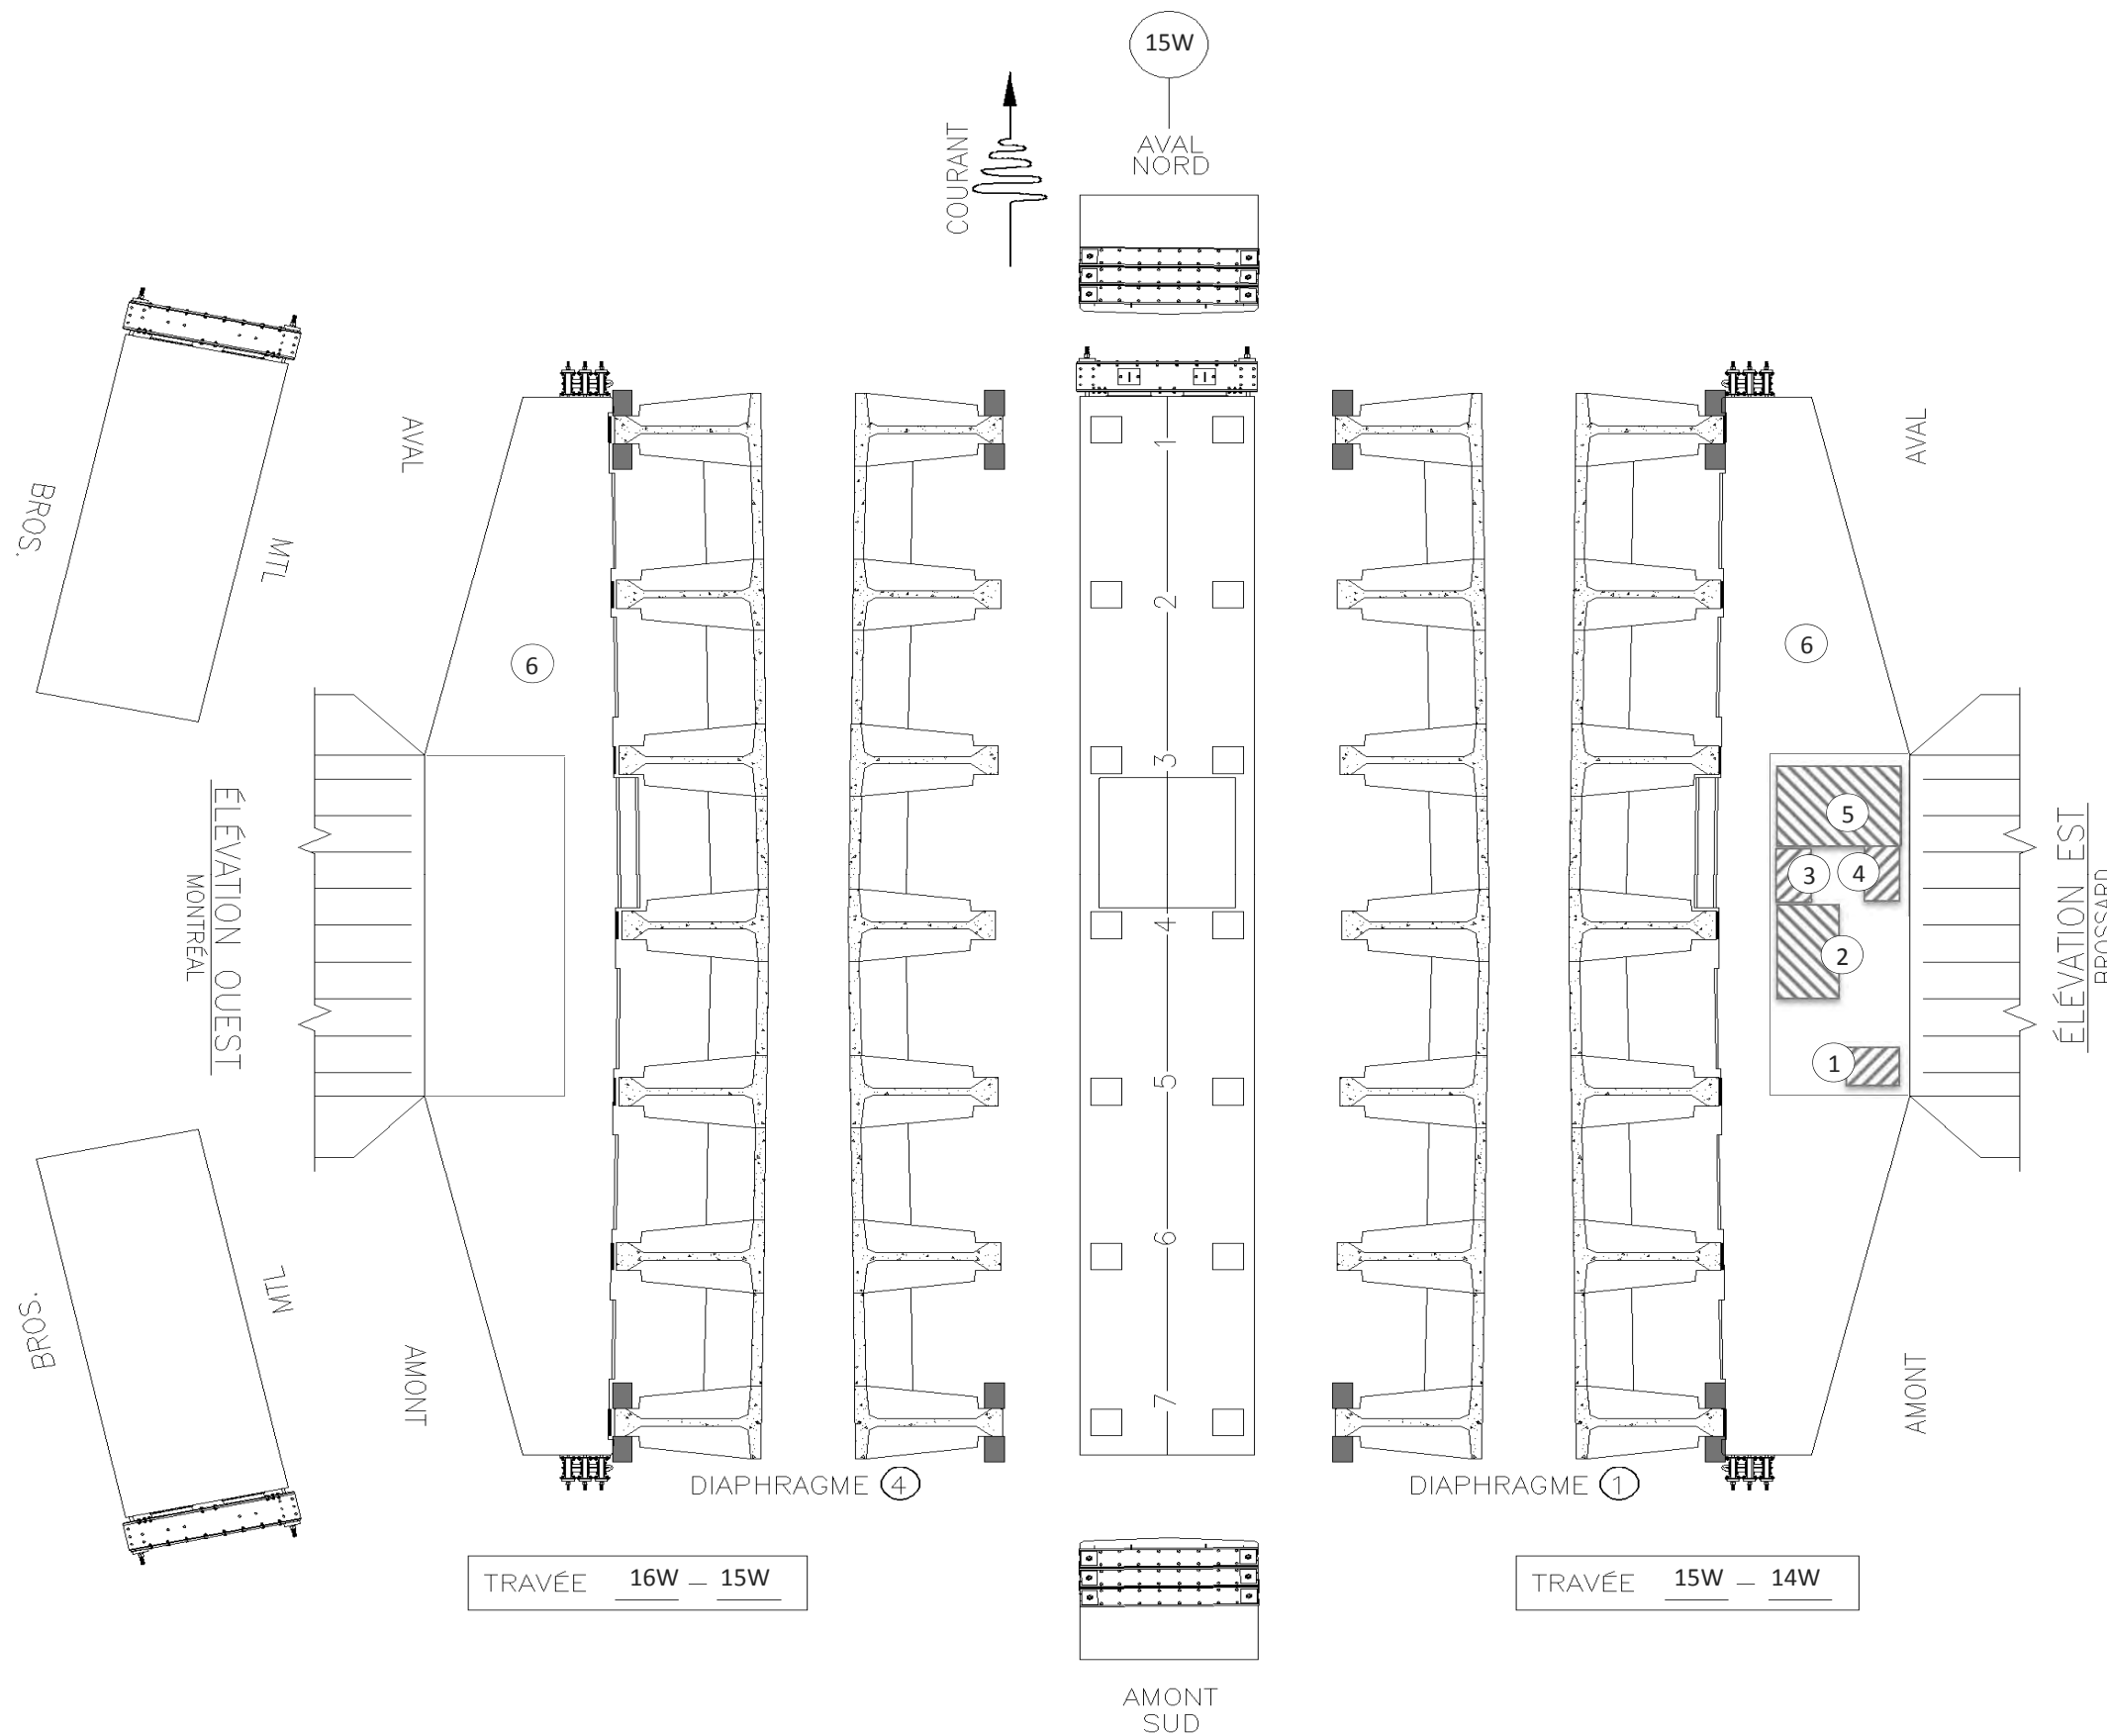 15W
AVAL
NORD
COURANT
BROS.
MTL
AVAL
6
ÉLÉVATION OUEST
MONTRÉAL
BROS.
MTL
AMONT
1
2
3
4
5
6
7
AVAL
6
5
3
4
2
1
ÉLÉVATION EST
BROSSARD
AMONT
DIAPHRAGME 4
DIAPHRAGME 1
TRAVÉE 16W – 15W
TRAVÉE 15W – 14W
AMONT
SUD